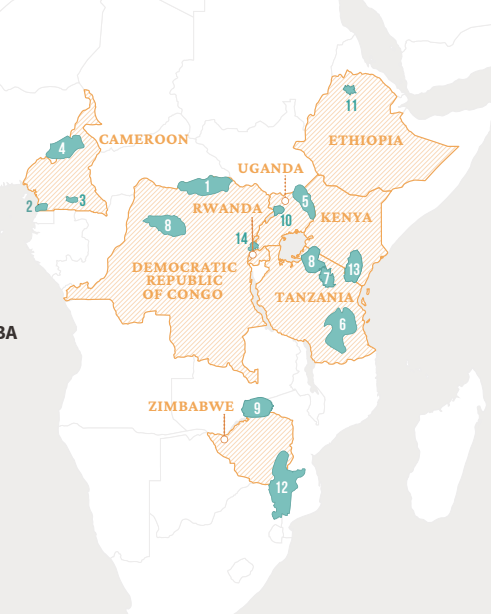 11
ETHIOPIA
CAMEROON
4
UGANDA
1
5
2
3
RWANDA
10
KENYA
8
14
8
13
7
DEMOCRATIC
REPUBLIC
OF CONGO
TANZANIA
6
BA
ZIMBABWE
9
12